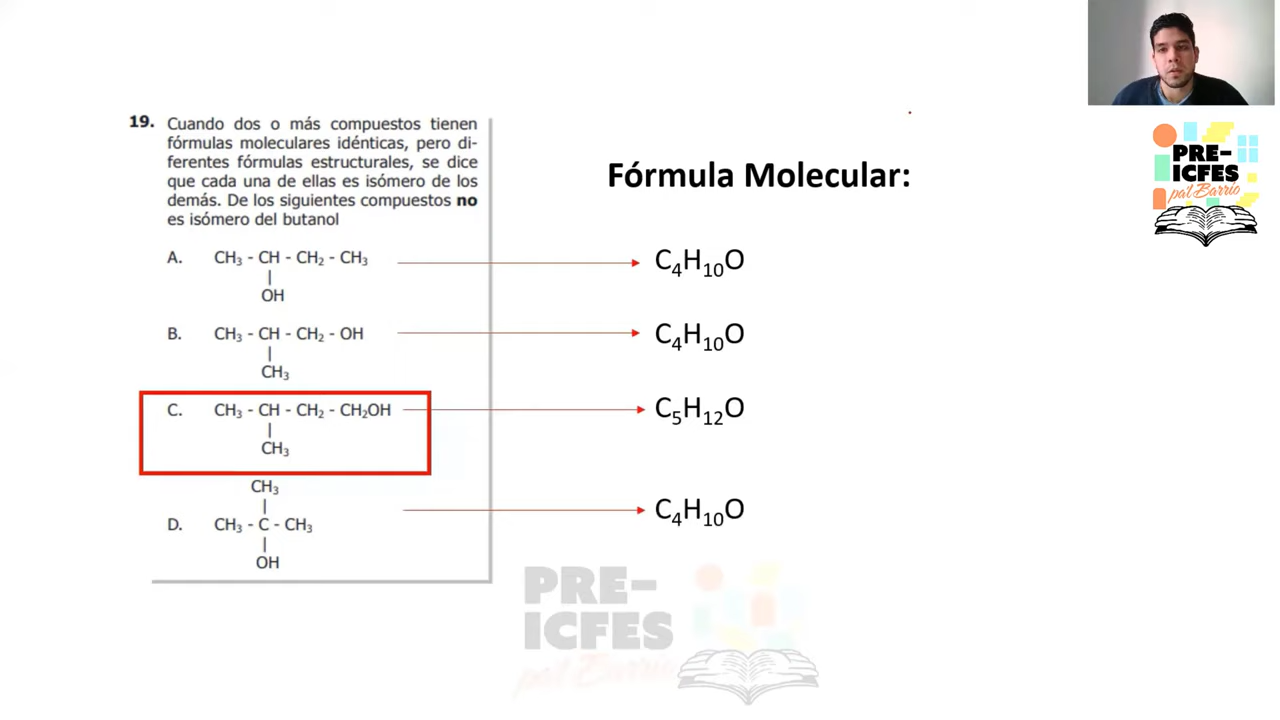 19. Cuando dos o más compuestos tienen
fórmulas moleculares idénticas, pero di-
ferentes fórmulas estructurales, se dice
que cada una de ellas es isómero de los
demás. De los siguientes compuestos no
es isómero del butanol
Fórmula Molecular:
A. CH₃ - CH - CH₂ - CH₃
|
OH
C₄H₁₀O
B. CH₃ - CH - CH₂ - OH
|
CH₃
C₄H₁₀O
C. CH₃ - CH - CH₂ - CH₂OH
|
CH₃
C₅H₁₂O
CH₃
|
D. CH₃ - C - CH₃
|
OH
C₄H₁₀O
PRE-
ICFES
pa'l Barrio
PRE-
ICFES
pa'l Barrio